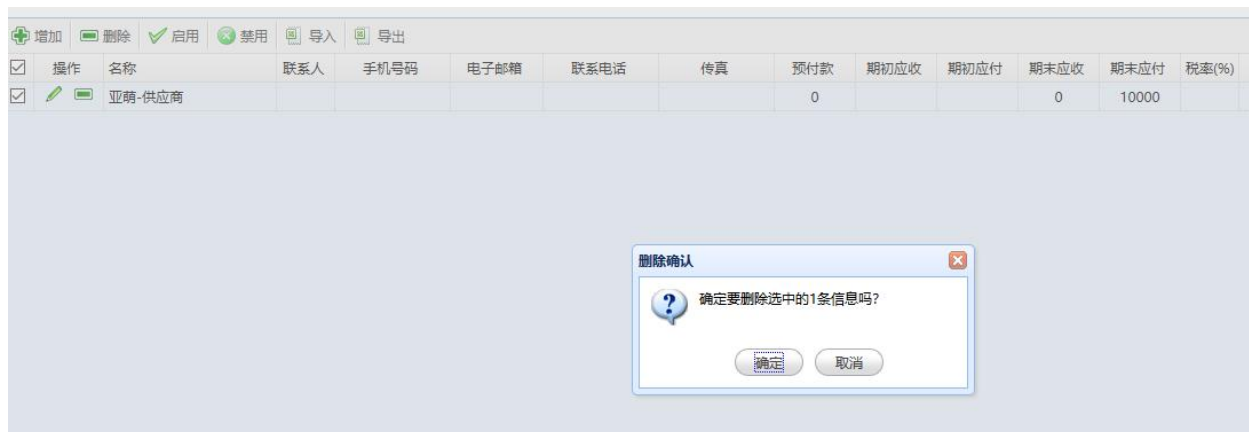 增加 删除 启用 禁用 导入 导出
操作 名称 联系人 手机号码 电子邮箱 联系电话 传真 预付款 期初应收 期初应付 期末应收 期末应付 税率(%)
亚萌-供应商 0 0 10000
删除确认
确定要删除选中的1条信息吗?
确定 取消